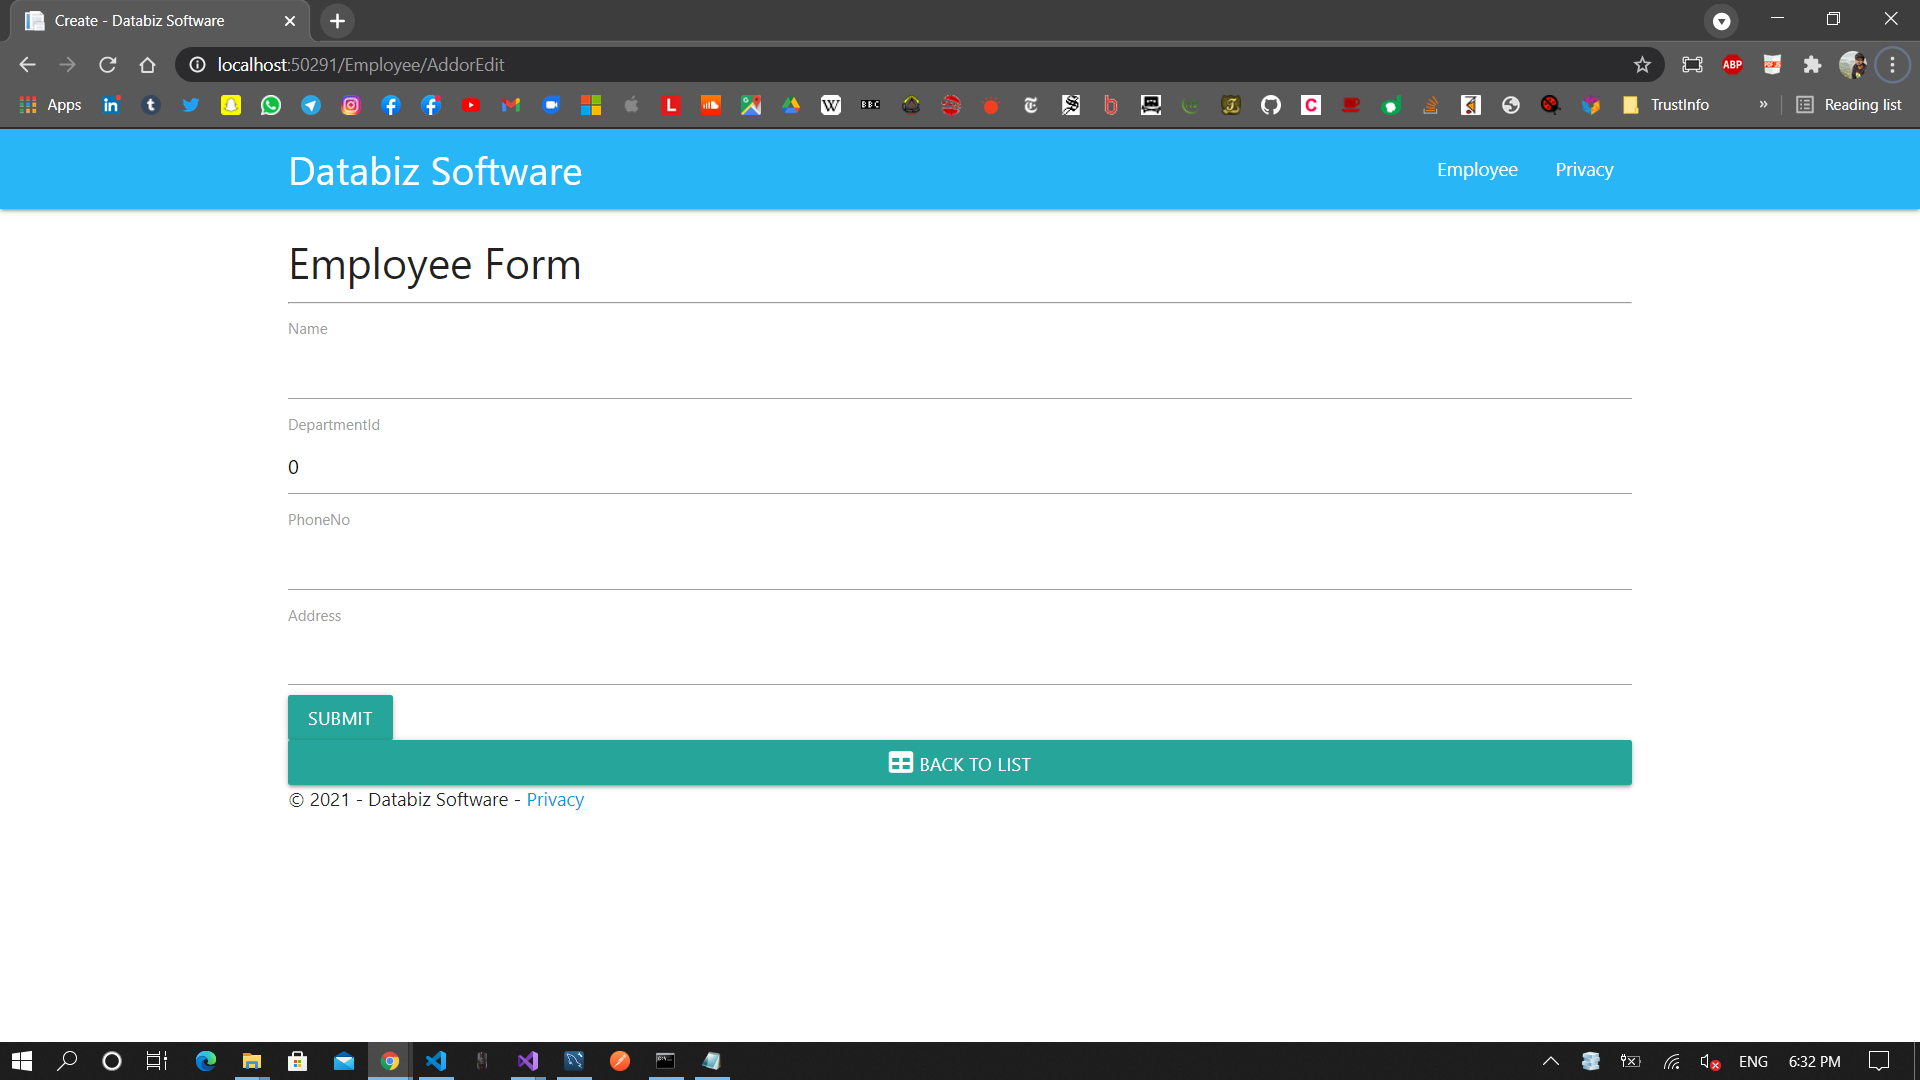 Create - Databiz Software
localhost:50291/Employee/AddorEdit
ABP
Apps
TrustInfo
»
Reading list
Databiz Software
Employee
Privacy
Employee Form
Name
DepartmentId
0
PhoneNo
Address
SUBMIT
BACK TO LIST
© 2021 - Databiz Software - Privacy
ENG
6:32 PM